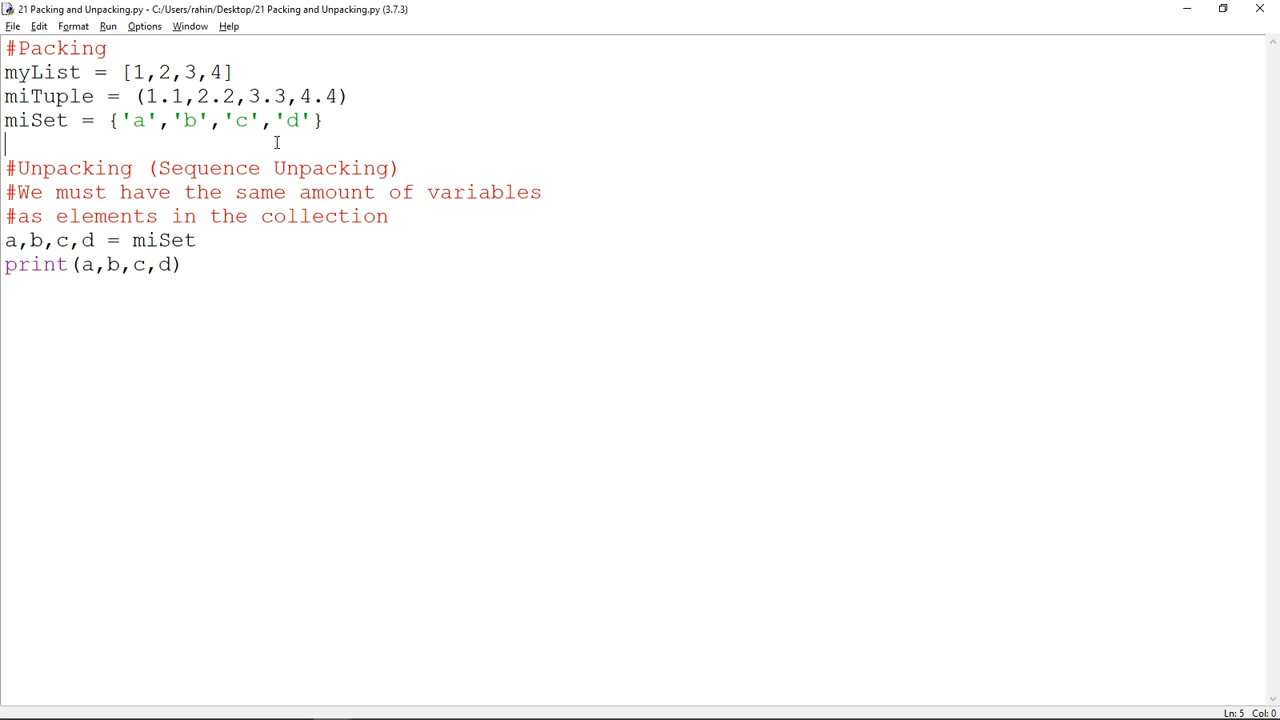 21 Packing and Unpacking.py - C:/Users/rahin/Desktop/21 Packing and Unpacking.py (3.7.3)
File Edit Format Run Options Window Help
#Packing
myList = [1,2,3,4]
miTuple = (1.1,2.2,3.3,4.4)
miSet = {'a','b','c','d'}
#Unpacking (Sequence Unpacking)
#We must have the same amount of variables
#as elements in the collection
a,b,c,d = miSet
print(a,b,c,d)
Ln: 5 Col: 0